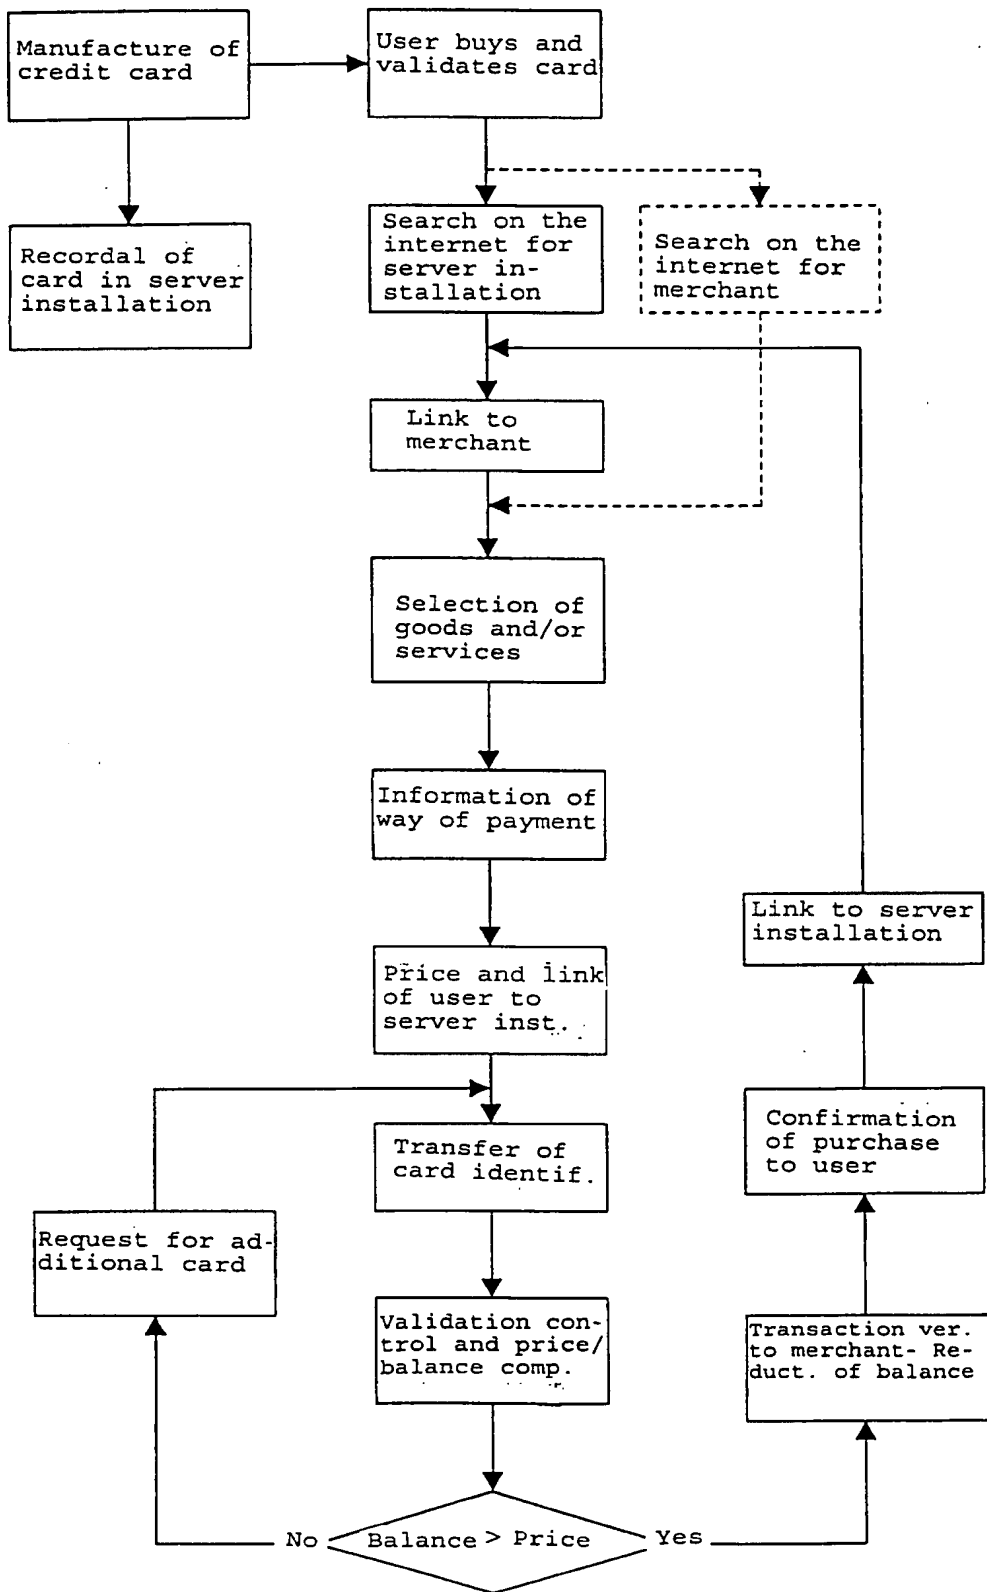 Manufacture of
credit card
User buys and
validates card
Recordal of
card in server
installation
Search on the
internet for
server in-
stallation
Search on the
internet for
merchant
Link to
merchant
Selection of
goods and/or
services
Information of
way of payment
Price and link
of user to
server inst.
Transfer of
card identif.
Request for ad-
ditional card
Validation con-
trol and price/
balance comp.
No
Balance > Price
Yes
Transaction ver.
to merchant- Re-
duct. of balance
Confirmation
of purchase
to user
Link to server
installation